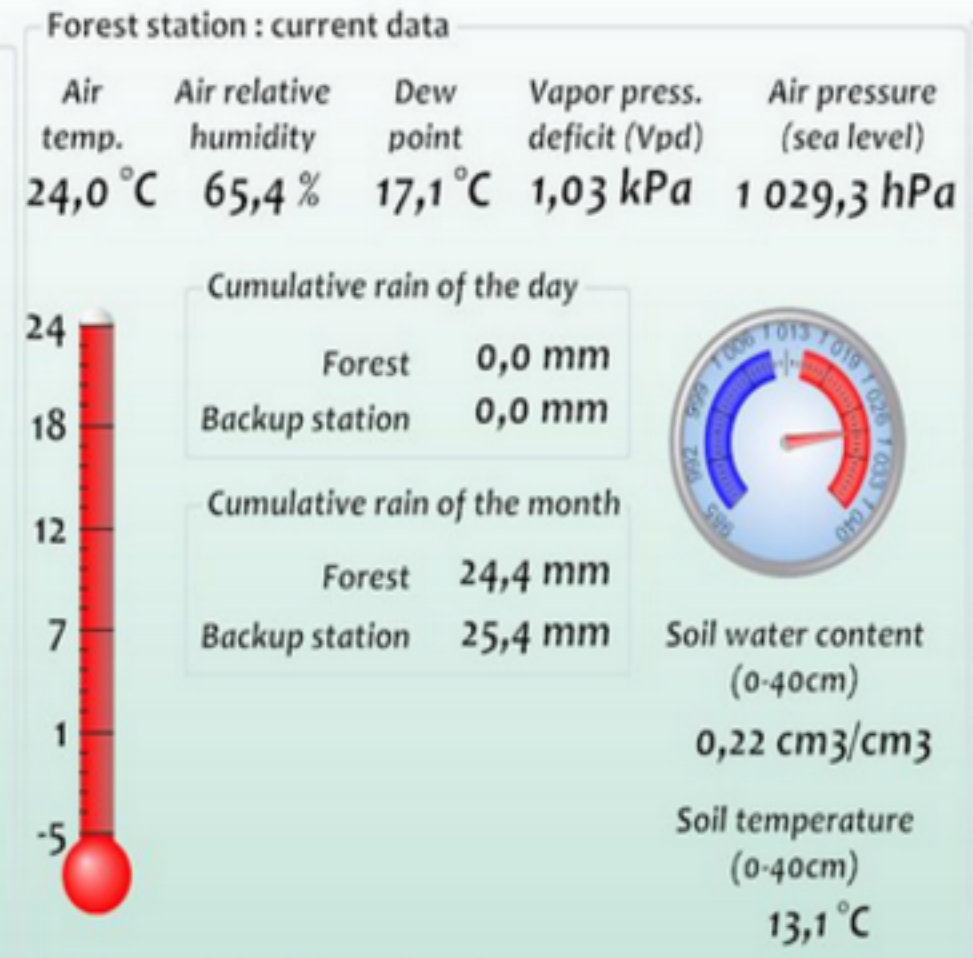 Forest station : current data
Air temp.
Air relative humidity
Dew point
Vapor press. deficit (Vpd)
Air pressure (sea level)
24,0 °C 65,4 % 17,1 °C 1,03 kPa 1 029,3 hPa
Cumulative rain of the day
Forest 0,0 mm
Backup station 0,0 mm
Cumulative rain of the month
Forest 24,4 mm
Backup station 25,4 mm
24
18
12
7
1
-5
985
992
999
1 006
1 013
1 019
1 026
1 033
1 040
Soil water content
(0-40cm)
0,22 cm3/cm3
Soil temperature
(0-40cm)
13,1 °C